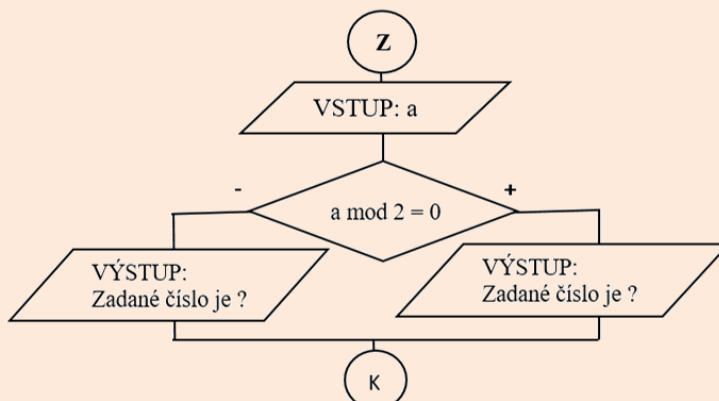 Z
VSTUP: a
- +
a mod 2 = 0
VÝSTUP:
Zadané číslo je ?
VÝSTUP:
Zadané číslo je ?
K